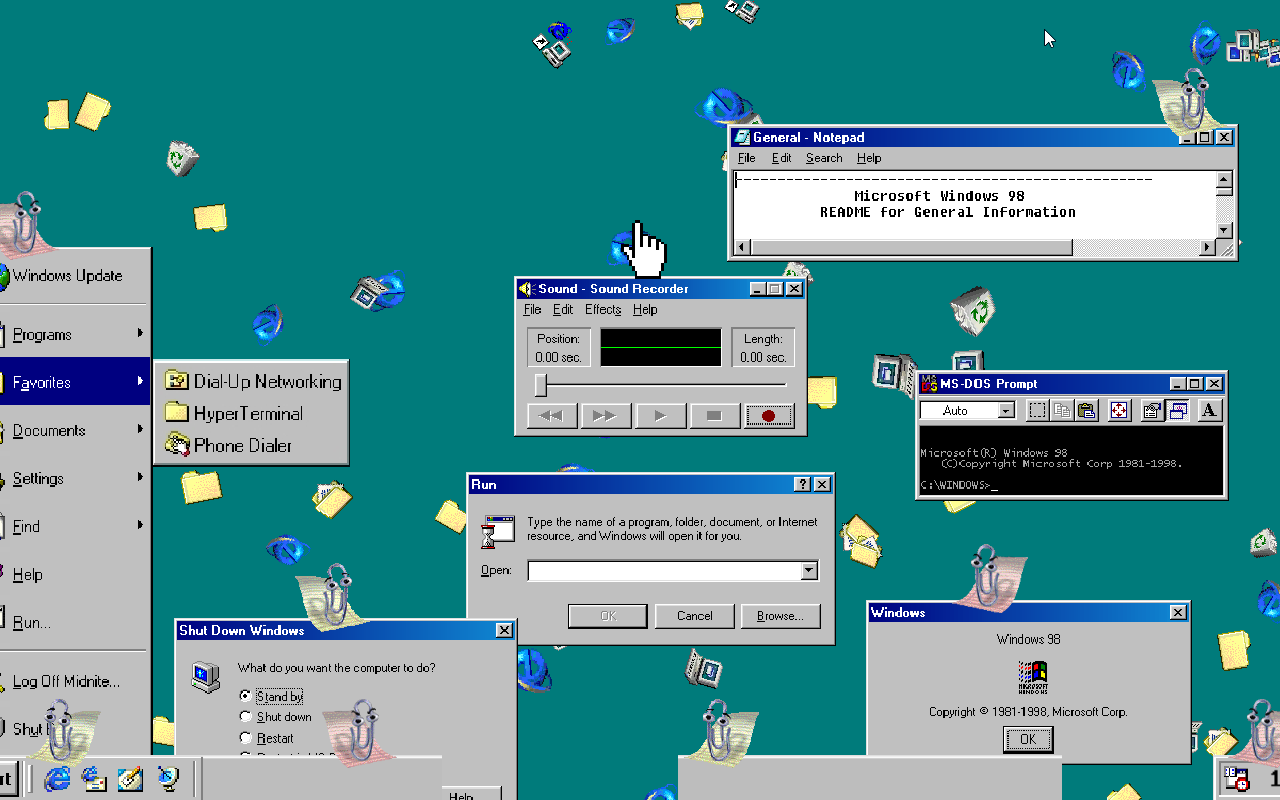 General - Notepad
File Edit Search Help
Microsoft Windows 98
README for General Information
Windows Update
Programs
Favorites
Documents
Settings
Find
Help
Run...
Log Off Midnite...
Dial-Up Networking
HyperTerminal
Phone Dialer
Sound - Sound Recorder
File Edit Effects Help
Position:
0.00 sec.
Length:
0.00 sec.
MS-DOS Prompt
Auto
A
Microsoft(R) Windows 98
(C)Copyright Microsoft Corp 1981-1998.
C:\WINDOWS>_
Run
Type the name of a program, folder, document, or Internet
resource, and Windows will open it for you.
Open:
OK Cancel Browse...
Shut Down Windows
What do you want the computer to do?
Stand by
Shut down
Restart
Help
Windows
Windows 98
MICROSOFT
WINDOWS
Copyright © 1981-1998, Microsoft Corp.
OK